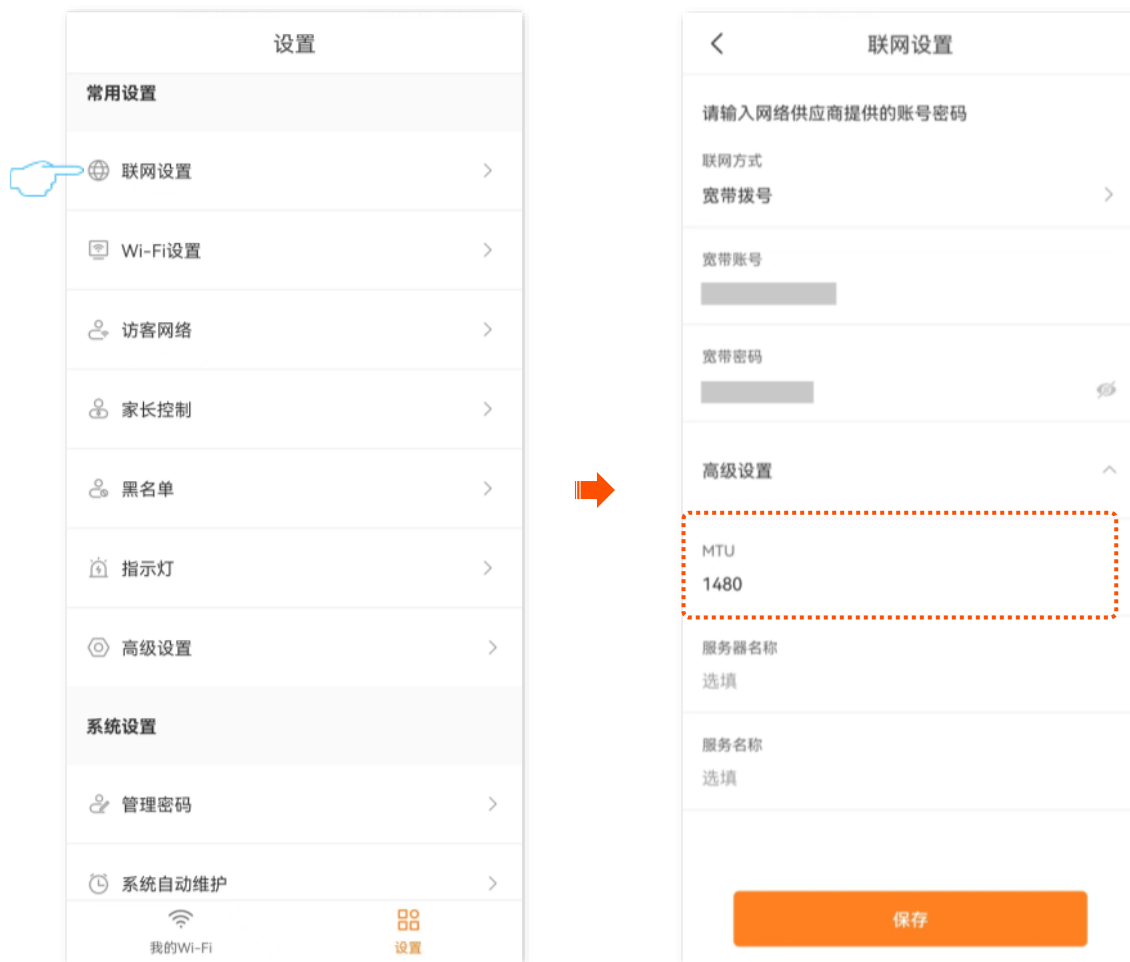 设置
常用设置
联网设置
Wi-Fi设置
访客网络
家长控制
黑名单
指示灯
高级设置
系统设置
管理密码
系统自动维护
我的Wi-Fi
设置
联网设置
请输入网络供应商提供的账号密码
联网方式
宽带拨号
宽带账号
宽带密码
高级设置
MTU
1480
服务器名称
选填
服务名称
选填
保存